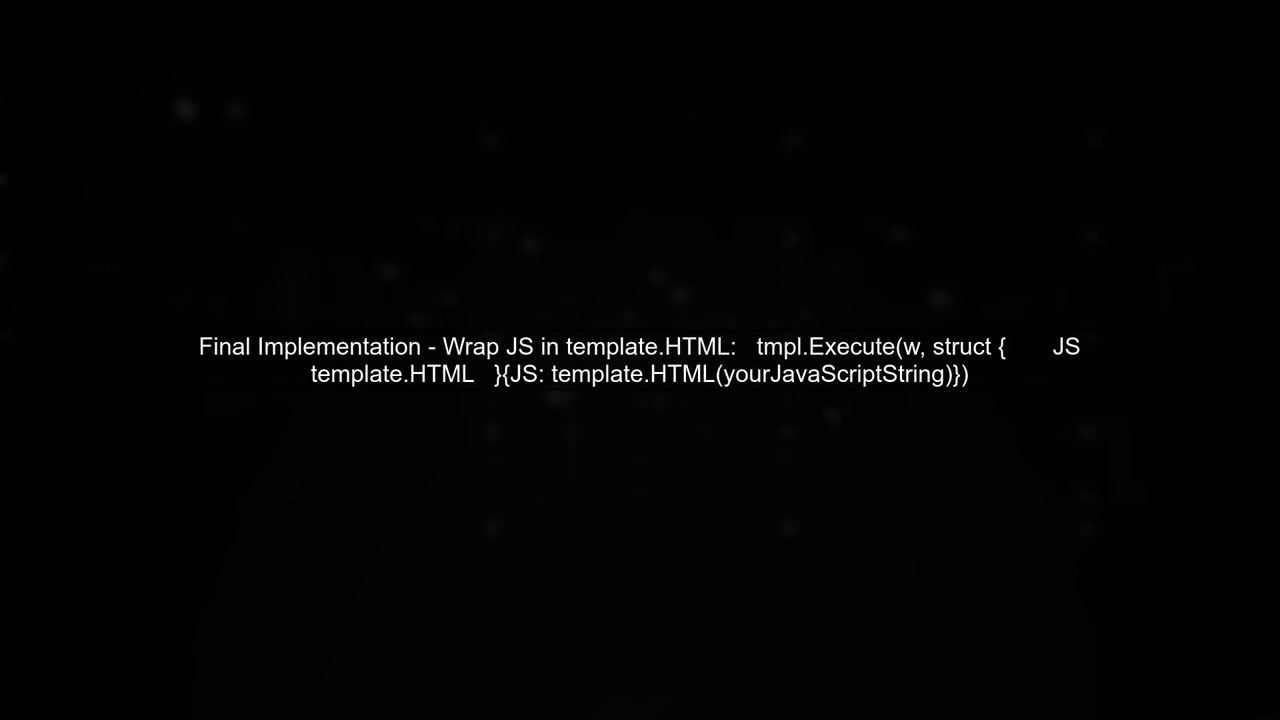 Final Implementation - Wrap JS in template.HTML:   tmpl.Execute(w, struct {       JS
template.HTML   }{JS: template.HTML(yourJavaScriptString)})